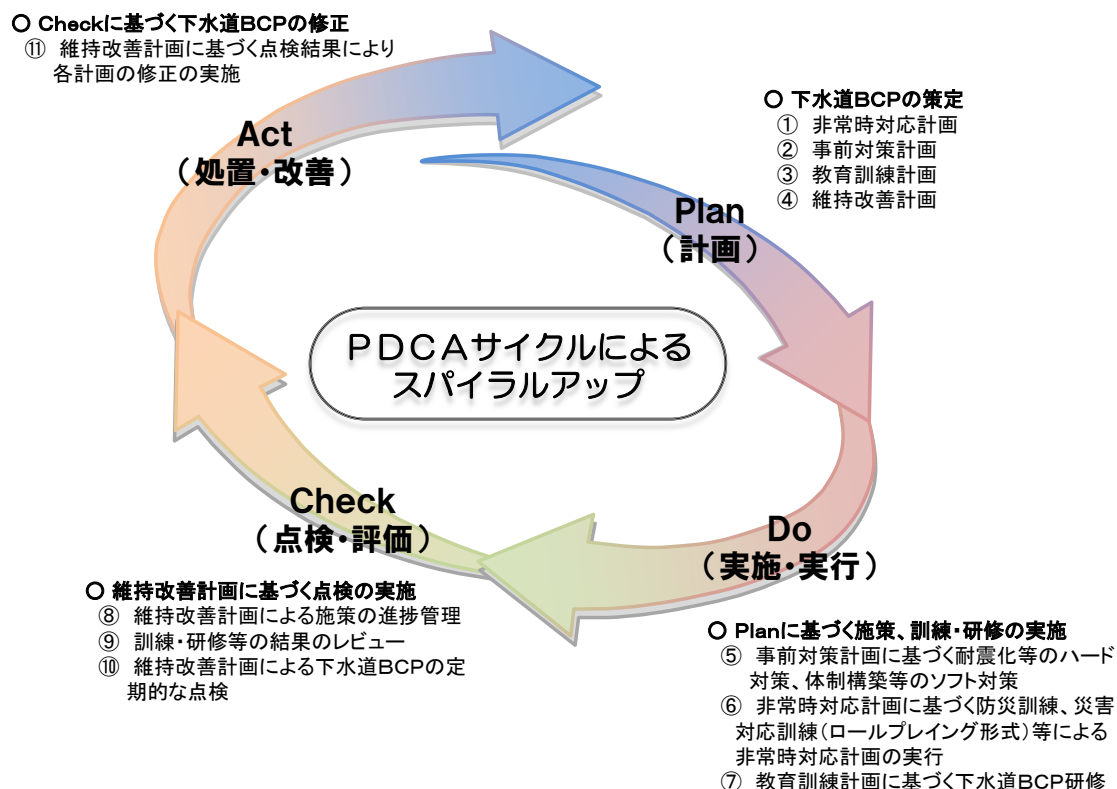 ○ Checkに基づく下水道BCPの修正
⑪ 維持改善計画に基づく点検結果により
各計画の修正の実施
Act
（処置・改善）
○ 下水道BCPの策定
① 非常時対応計画
② 事前対策計画
③ 教育訓練計画
④ 維持改善計画
Plan
（計画）
ＰＤＣＡサイクルによる
スパイラルアップ
Check
（点検・評価）
○ 維持改善計画に基づく点検の実施
⑧ 維持改善計画による施策の進捗管理
⑨ 訓練・研修等の結果のレビュー
⑩ 維持改善計画による下水道BCPの定
期的な点検
Do
（実施・実行）
○ Planに基づく施策、訓練・研修の実施
⑤ 事前対策計画に基づく耐震化等のハード
対策、体制構築等のソフト対策
⑥ 非常時対応計画に基づく防災訓練、災害
対応訓練（ロールプレイング形式）等による
非常時対応計画の実行
⑦ 教育訓練計画に基づく下水道BCP研修